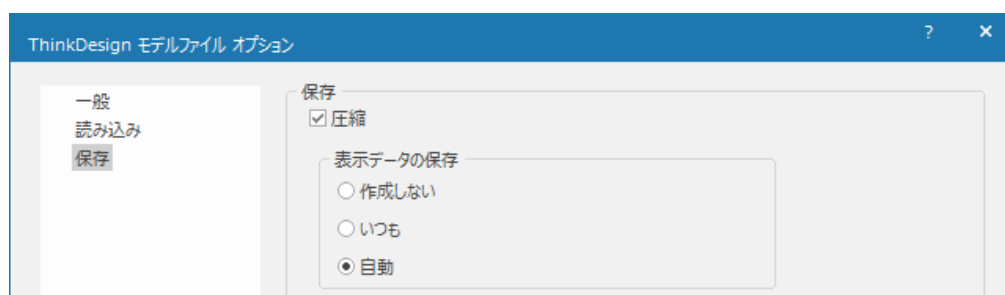 ThinkDesign モデルファイル オプション
? ×
一般
読み込み
保存
保存
圧縮
表示データの保存
作成しない
いつも
自動